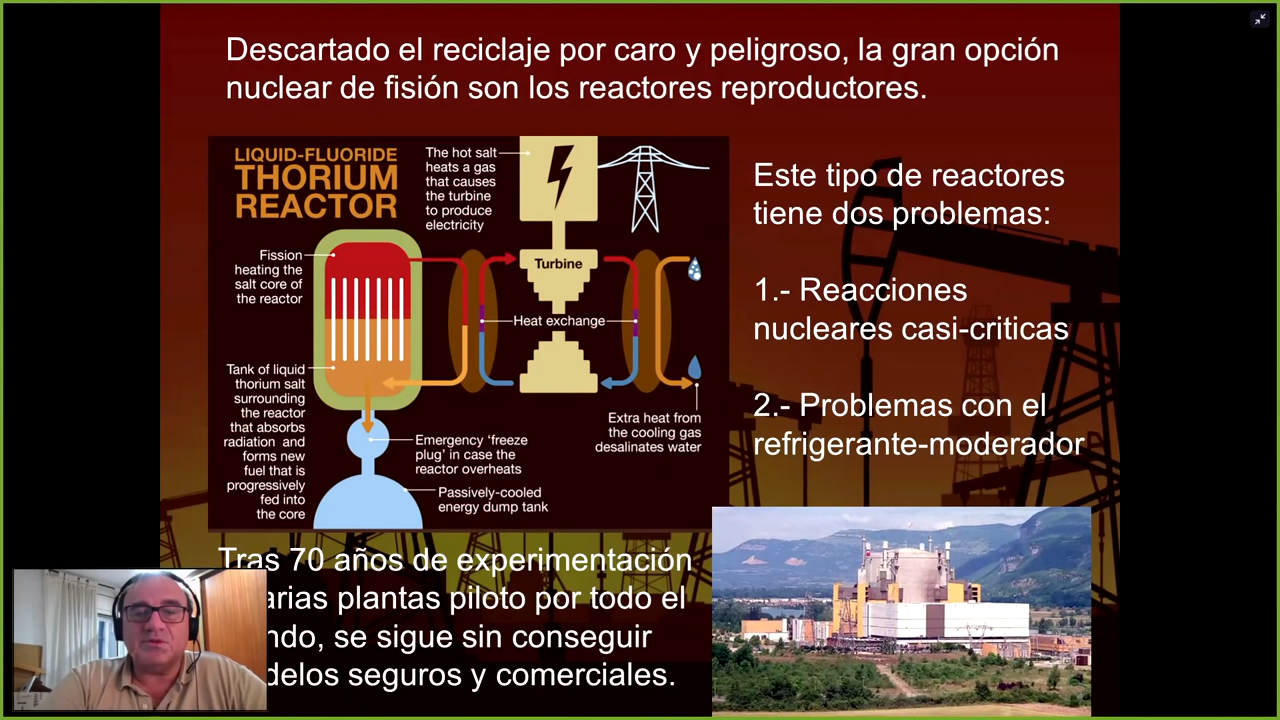 Descartado el reciclaje por caro y peligroso, la gran opción
nuclear de fisión son los reactores reproductores.
LIQUID-FLUORIDE
THORIUM
REACTOR
The hot salt
heats a gas
that causes
the turbine
to produce
electricity
Fission
heating the
salt core of
the reactor
Turbine
Heat exchange
Tank of liquid
thorium salt
surrounding
the reactor
that absorbs
radiation and
forms new
fuel that is
progressively
fed into
the core
Extra heat from
the cooling gas
desalinates water
Emergency ‘freeze
plug’ in case the
reactor overheats
Passively-cooled
energy dump tank
Este tipo de reactores
tiene dos problemas:
1.- Reacciones
nucleares casi-criticas
2.- Problemas con el
refrigerante-moderador
Tras 70 años de experimentación
arias plantas piloto por todo el
ndo, se sigue sin conseguir
delos seguros y comerciales.